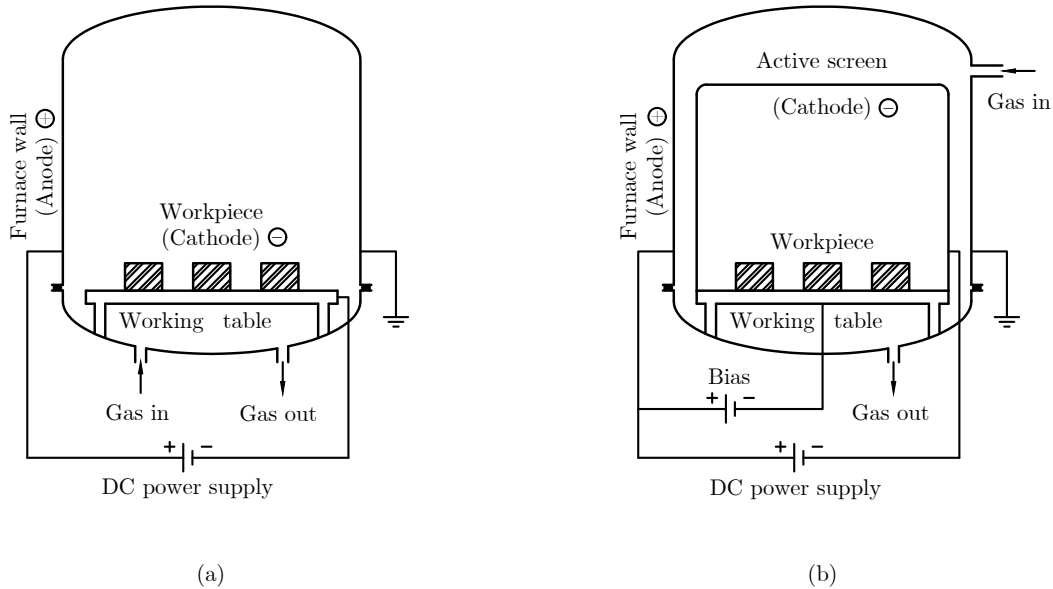 Furnace wall
(Anode) ⊕
Workpiece
(Cathode) ⊖
Working table
Gas in
Gas out
+ −
DC power supply
(a)
Furnace wall
(Anode) ⊕
Active screen
(Cathode) ⊖
Gas in
Workpiece
Working table
Bias
+ −
Gas out
+ −
DC power supply
(b)